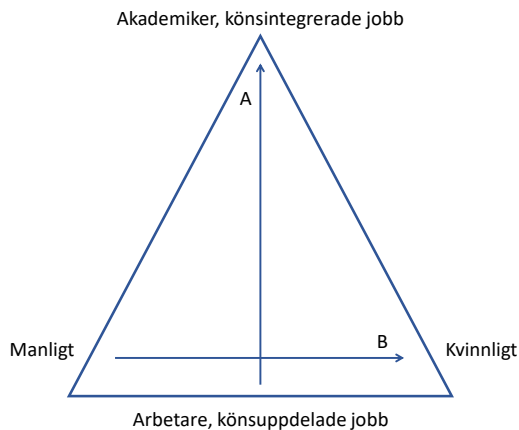 Akademiker, könsintegrerade jobb
A
B
Manligt
Kvinnligt
Arbetare, könsuppdelade jobb